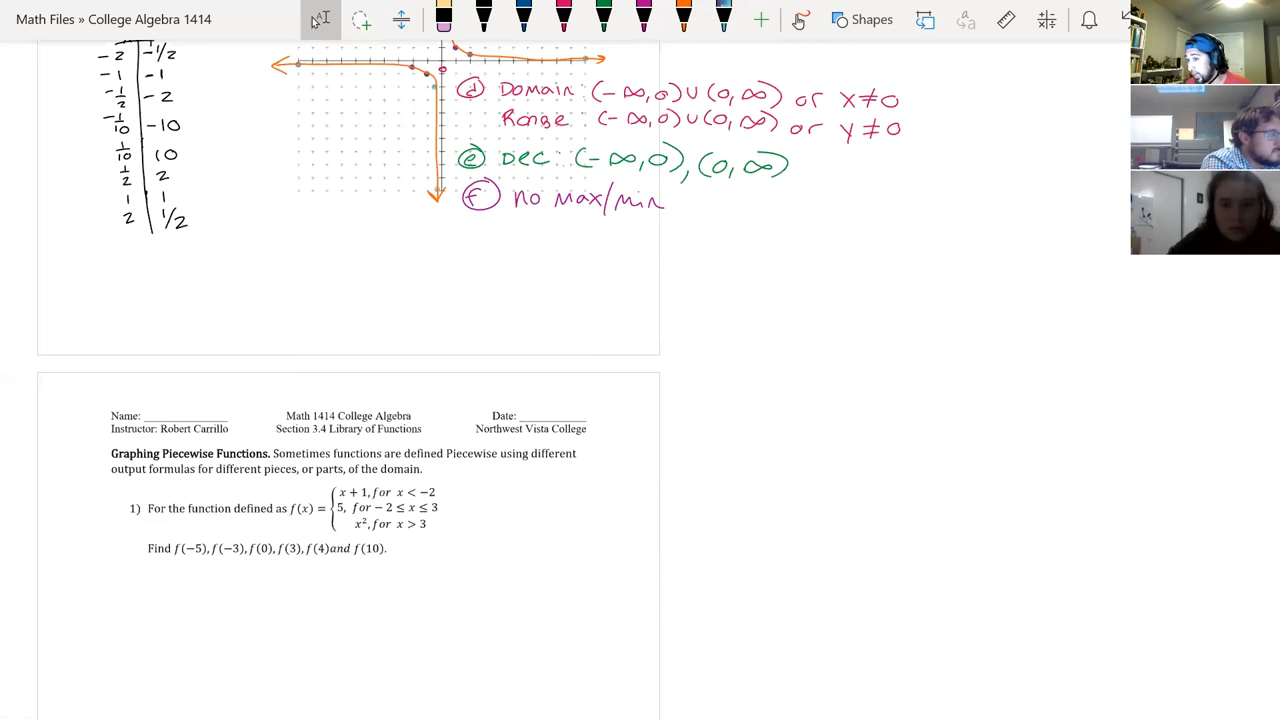 Math Files » College Algebra 1414
Shapes
-2 | -1/2
-1 | -1
-1/2 | -2
-1/10 | -10
1/10 | 10
1/2 | 2
1 | 1
2 | 1/2
(d) Domain: (-∞,0)∪(0,∞) or x≠0
Range: (-∞,0)∪(0,∞) or y≠0
(e) Dec: (-∞,0), (0,∞)
(f) no max/min
Name: ____________ Math 1414 College Algebra Date: __________
Instructor: Robert Carrillo Section 3.4 Library of Functions Northwest Vista College
Graphing Piecewise Functions. Sometimes functions are defined Piecewise using different
output formulas for different pieces, or parts, of the domain.
x + 1, for x < −2
1) For the function defined as f(x) = { 5, for − 2 ≤ x ≤ 3
x², for x > 3
Find f(−5), f(−3), f(0), f(3), f(4)and f(10).